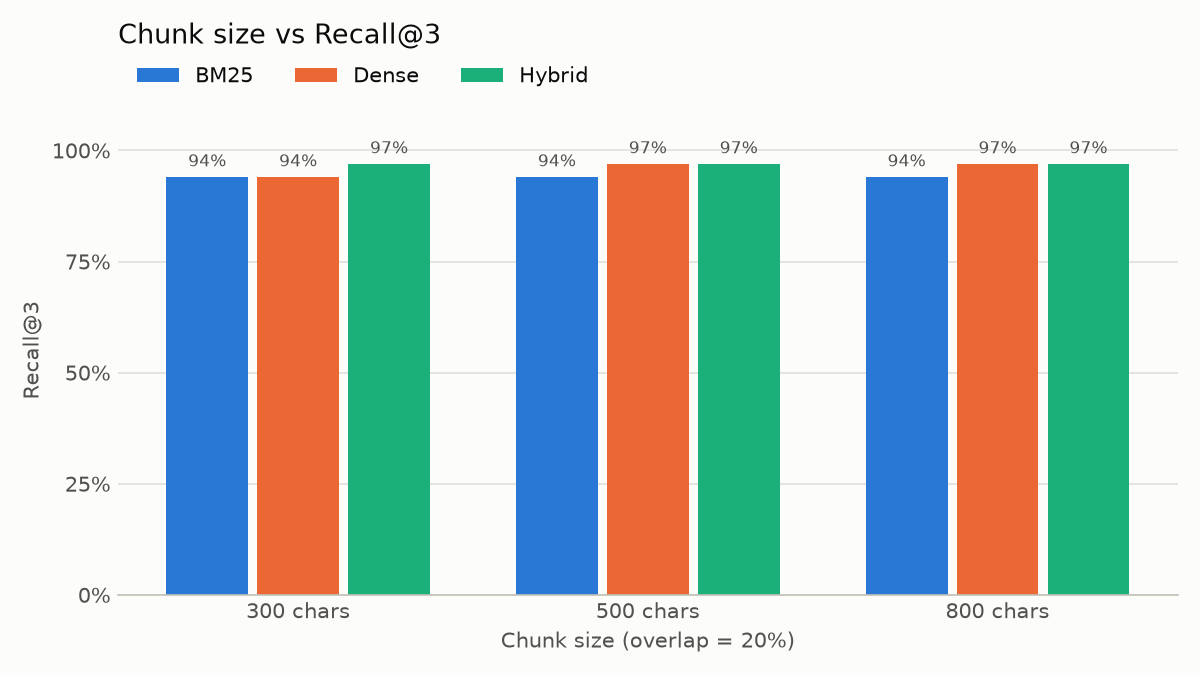 Chunk size vs Recall@3
BM25 Dense Hybrid
100%
75%
50%
25%
0%
Recall@3
94% 94% 97%
94% 97% 97%
94% 97% 97%
300 chars 500 chars 800 chars
Chunk size (overlap = 20%)